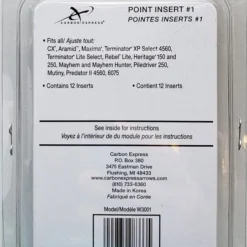 CARBON EXPRESS
POINT INSERT #1
POINTES INSERTS #1
• Fits all/ Ajuste tout:
CX, Aramid, Maxima, Terminator XP Select 4560,
Terminator Lite Select, Rebel Lite, Heritage 150 and
250, Mayhem and Mayhem Hunter, Piledriver 250,
Mutiny, Predator II 4560, 6075
• Contains 12 Inserts
• Contient 12 Inserts
See inside for instructions
Voyez à l'intérieur du module pour les instructions
Carbon Express
P.O. Box 380
3475 Eastman Drive
Flushing, MI 48433
www.carbonexpressarrows.com
(810) 733-6360
Made in Korea
Fabriqué en Corée
Model/Modèle W3001